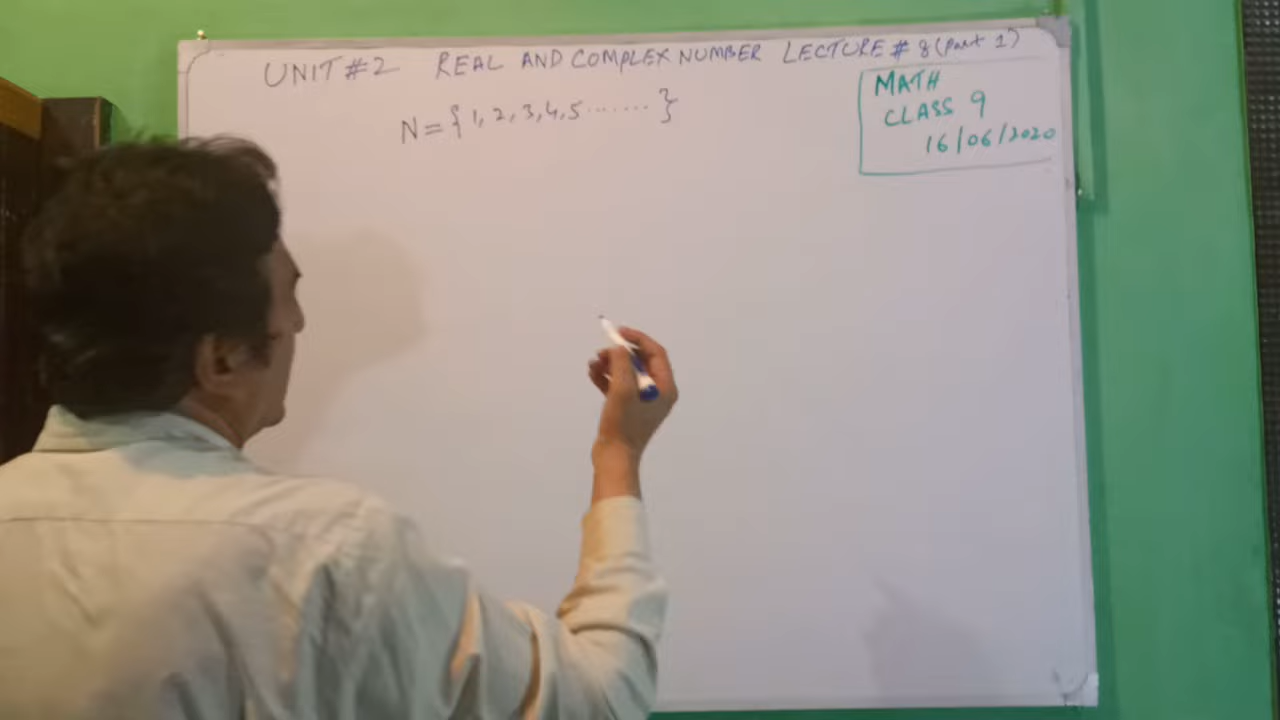 UNIT #2 REAL AND COMPLEX NUMBER LECTURE # 8 (Part 1)
MATH
CLASS 9
16/06/2020
N = { 1, 2, 3, 4, 5 ....... }